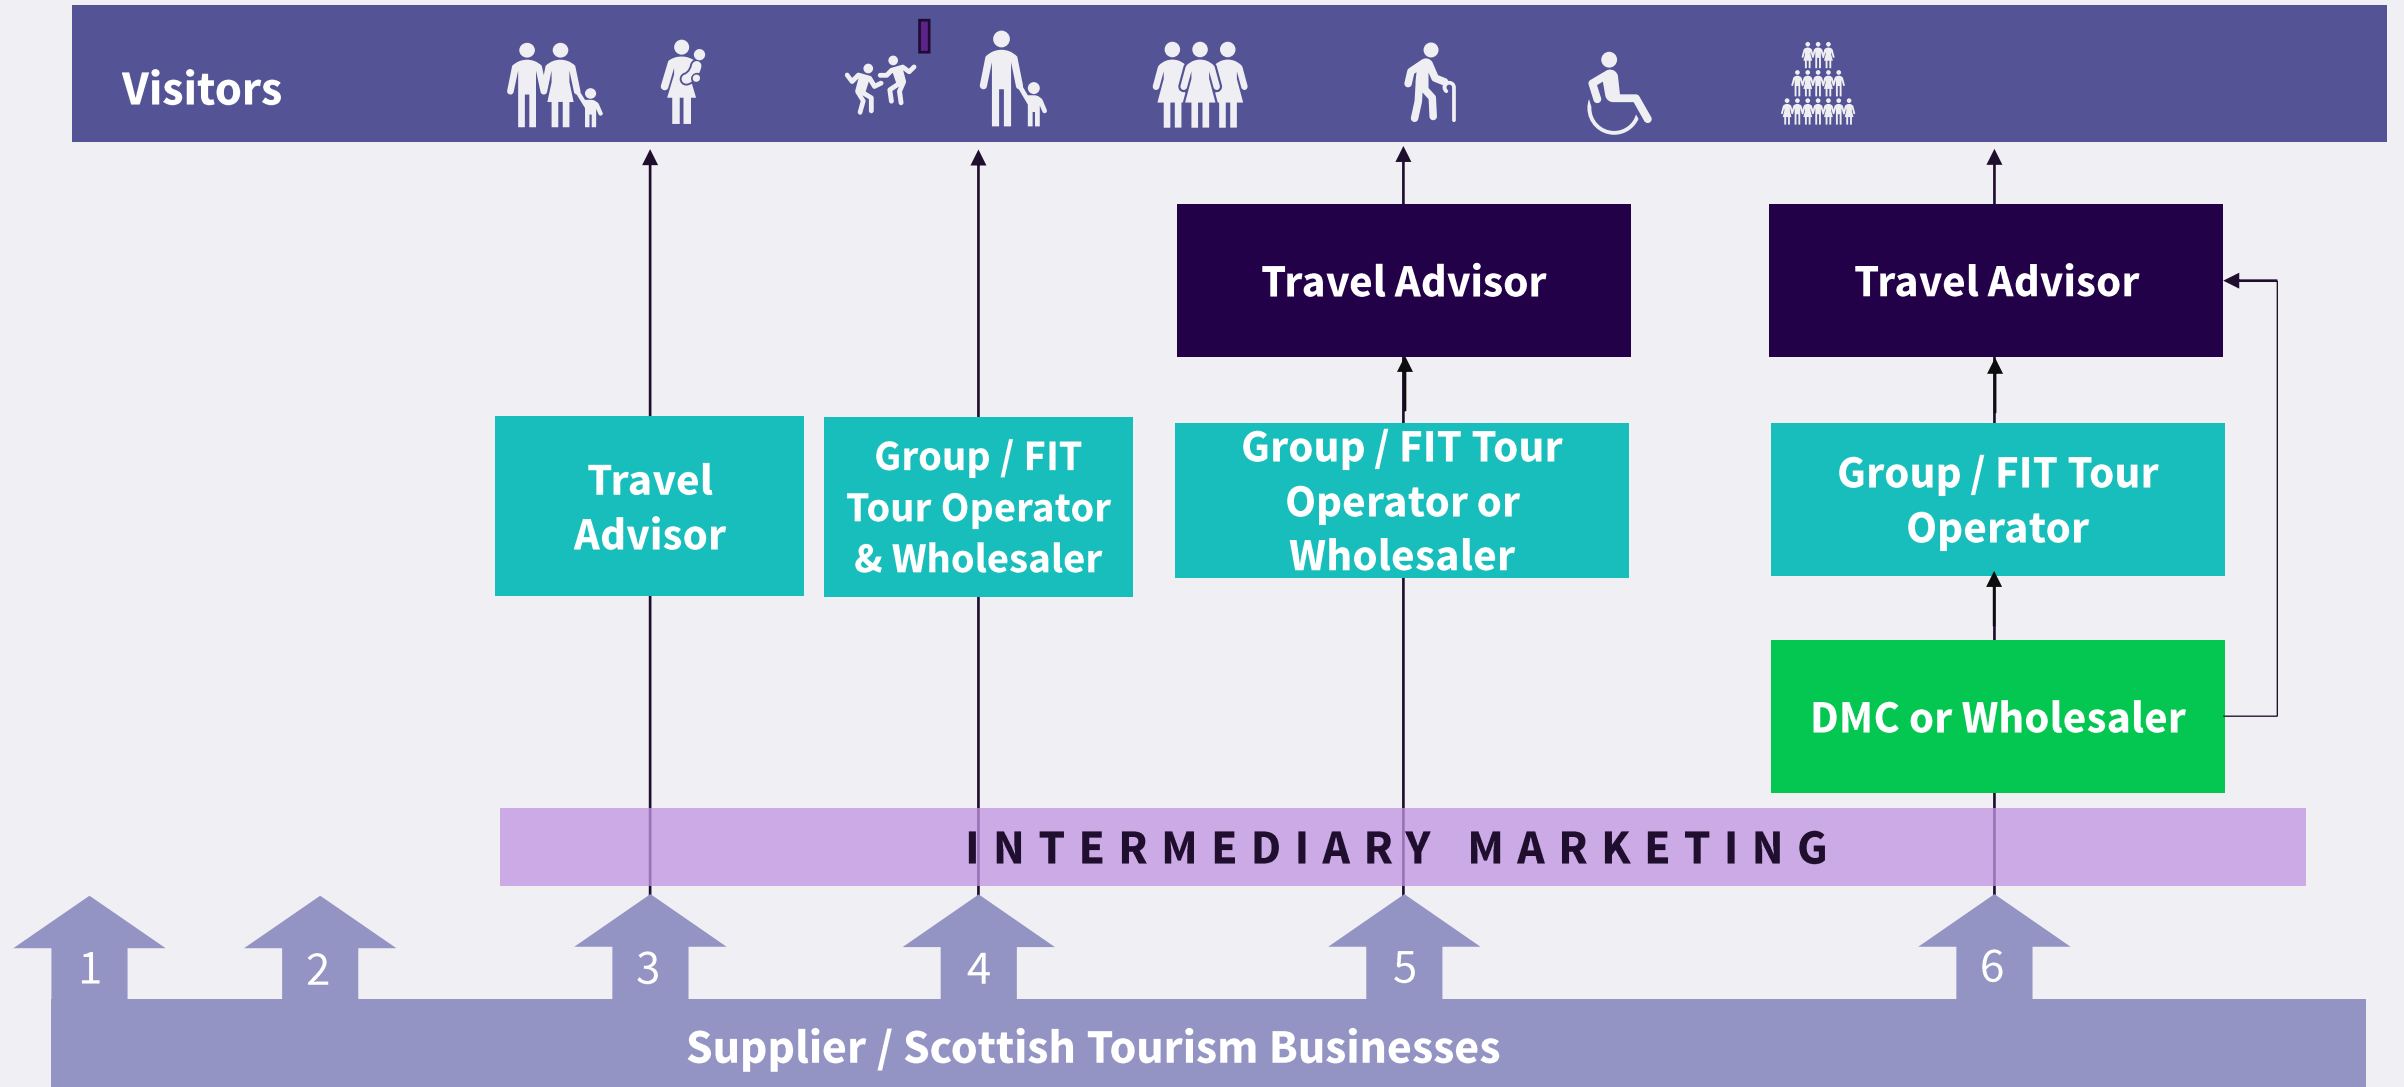 Visitors
Travel Advisor
Travel Advisor
Travel
Advisor
Group / FIT
Tour Operator
& Wholesaler
Group / FIT Tour
Operator or
Wholesaler
Group / FIT Tour
Operator
DMC or Wholesaler
INTERMEDIARY MARKETING
1
2
3
4
5
6
Supplier / Scottish Tourism Businesses